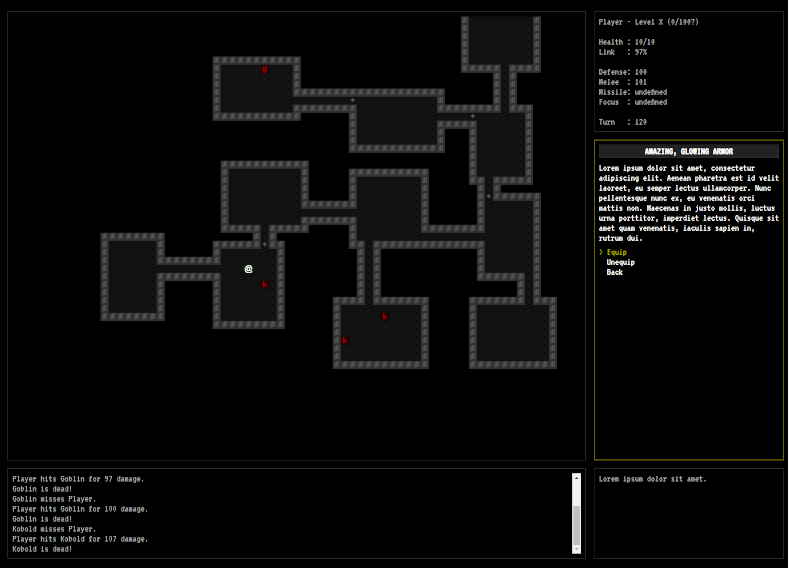 Player - Level X (0/100?)
Health : 10/10
Link   : 97%
Defense: 100
Melee  : 101
Missile: undefined
Focus  : undefined
Turn   : 129
g
@
k
k
k
AMAZING, GLOWING ARMOR
Lorem ipsum dolor sit amet, consectetur
adipiscing elit. Aenean pharetra est id velit
laoreet, eu semper lectus ullamcorper. Nunc
pellentesque nunc ex, eu venenatis orci
mattis non. Maecenas in justo mollis, luctus
urna porttitor, imperdiet lectus. Quisque sit
amet quam venenatis, iaculis sapien in,
rutrum dui.
> Equip
Unequip
Back
Player hits Goblin for 97 damage.
Goblin is dead!
Goblin misses Player.
Player hits Goblin for 100 damage.
Goblin is dead!
Kobold misses Player.
Player hits Kobold for 107 damage.
Kobold is dead!
Lorem ipsum dolor sit amet.